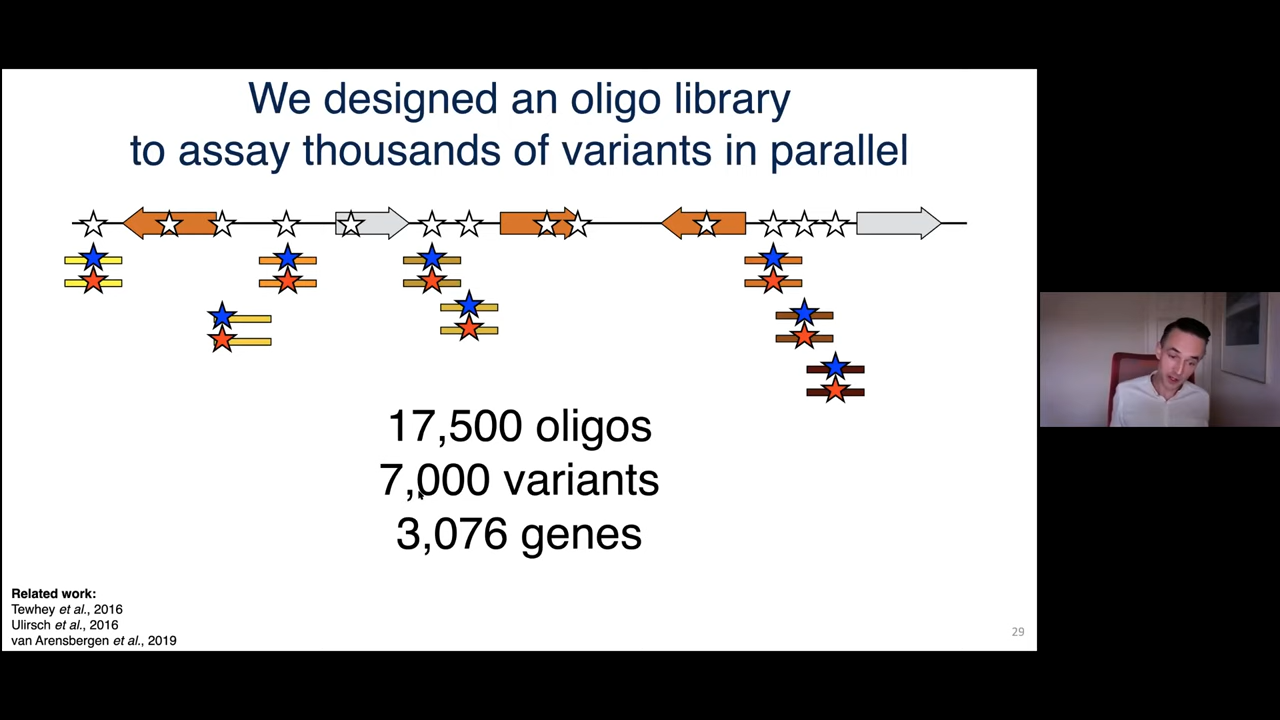 We designed an oligo library
to assay thousands of variants in parallel
17,500 oligos
7,000 variants
3,076 genes
Related work:
Tewhey et al., 2016
Ulirsch et al., 2016
van Arensbergen et al., 2019
29